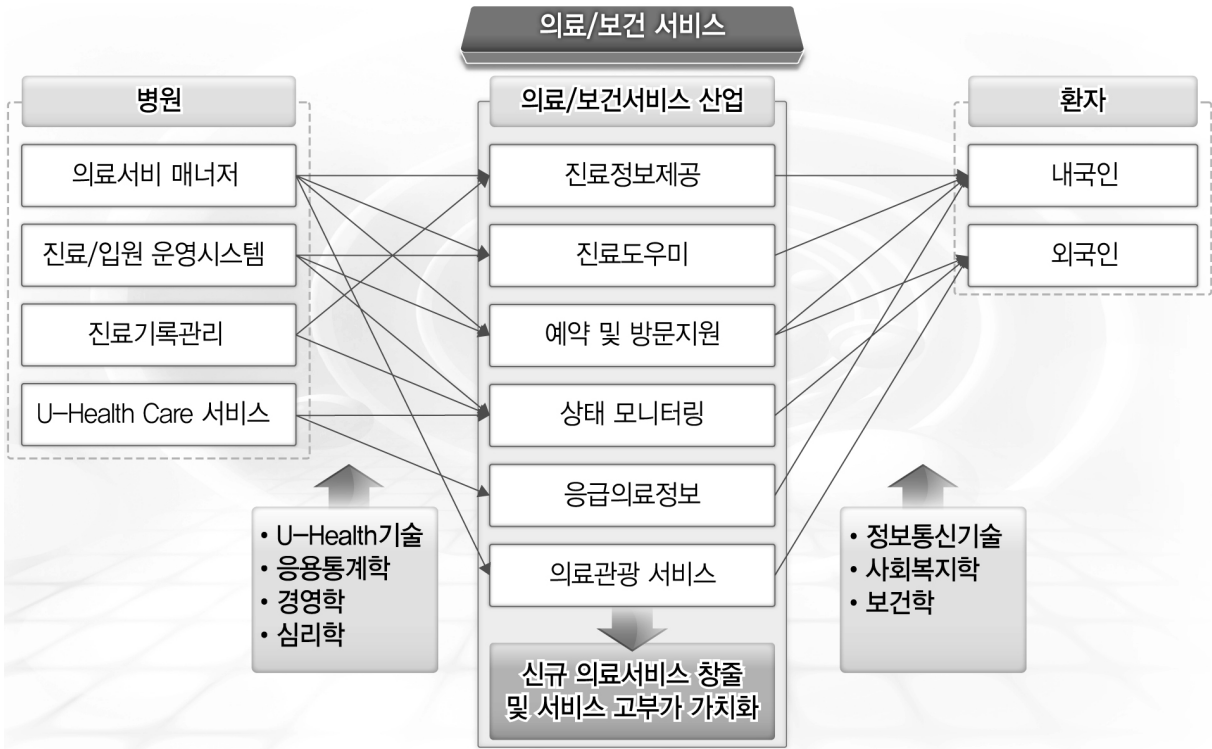 의료/보건 서비스
병원
의료서비 매너저
진료/입원 운영시스템
진료기록관리
U-Health Care 서비스
• U-Health기술
• 응용통계학
• 경영학
• 심리학
의료/보건서비스 산업
진료정보제공
진료도우미
예약 및 방문지원
상태 모니터링
응급의료정보
의료관광 서비스
신규 의료서비스 창줄
및 서비스 고부가 가치화
환자
내국인
외국인
• 정보통신기술
• 사회복지학
• 보건학